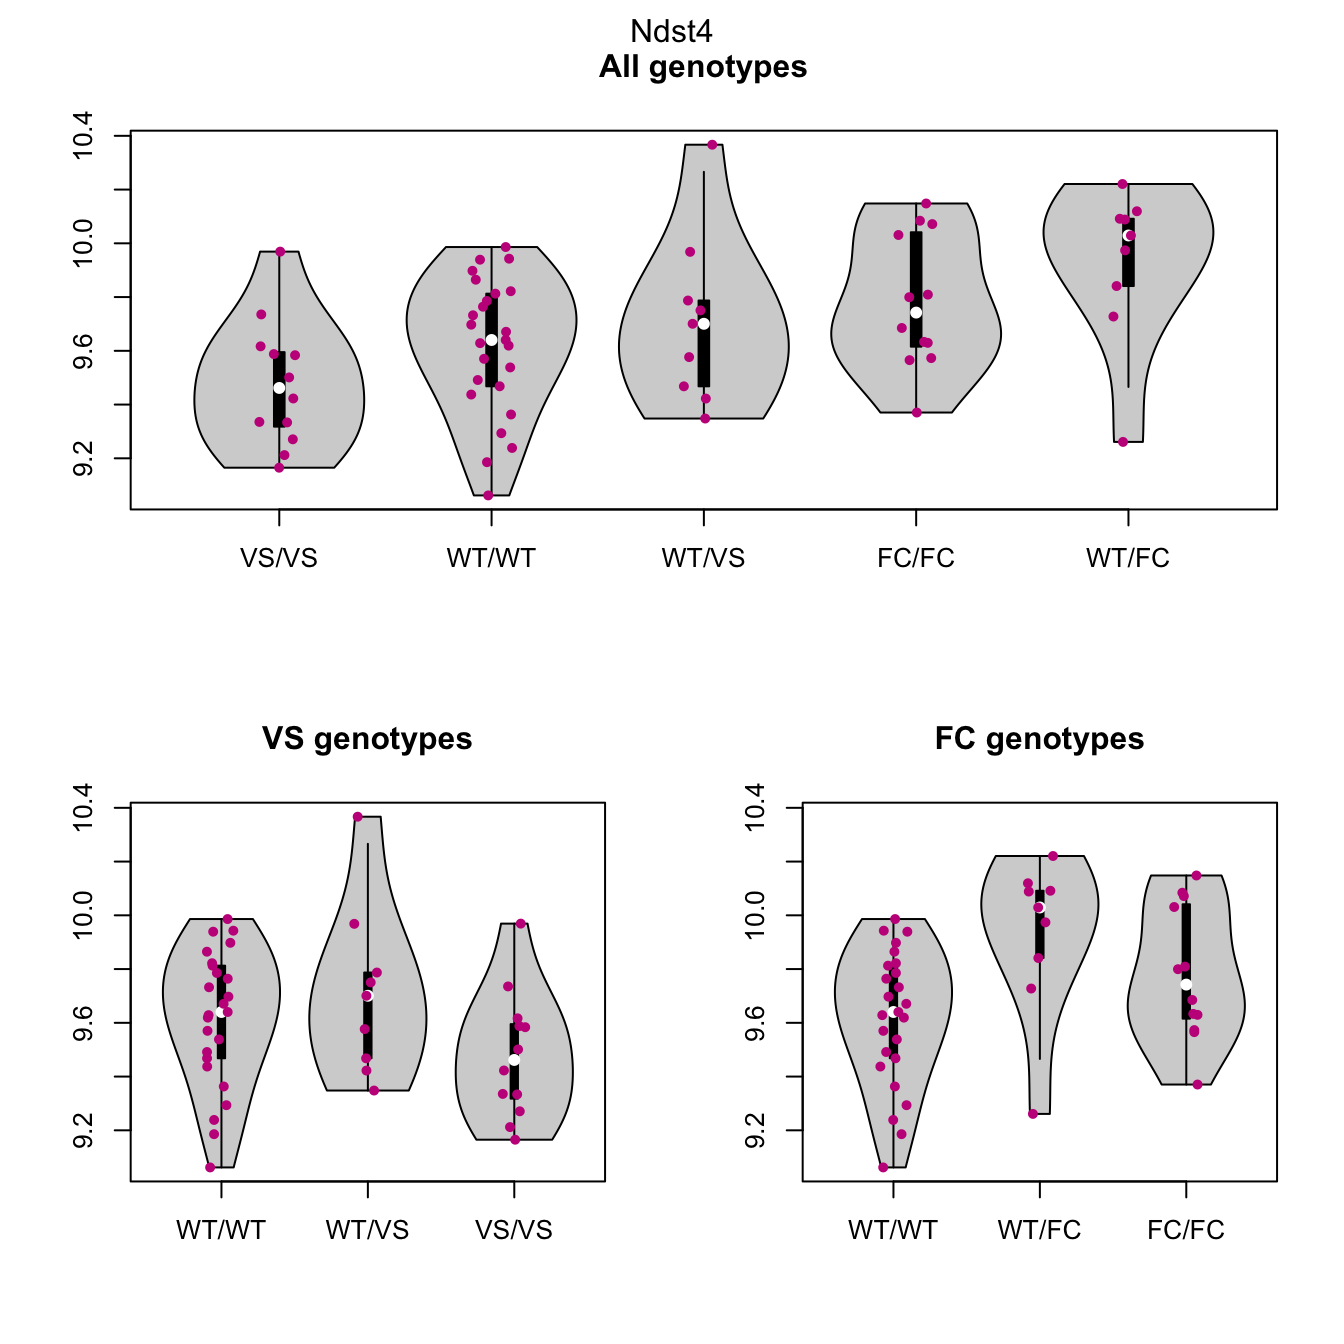 Ndst4
All genotypes
10.4
10.0
9.6
9.2
VS/VS WT/WT WT/VS FC/FC WT/FC
VS genotypes
10.4
10.0
9.6
9.2
WT/WT WT/VS VS/VS
FC genotypes
10.4
10.0
9.6
9.2
WT/WT WT/FC FC/FC